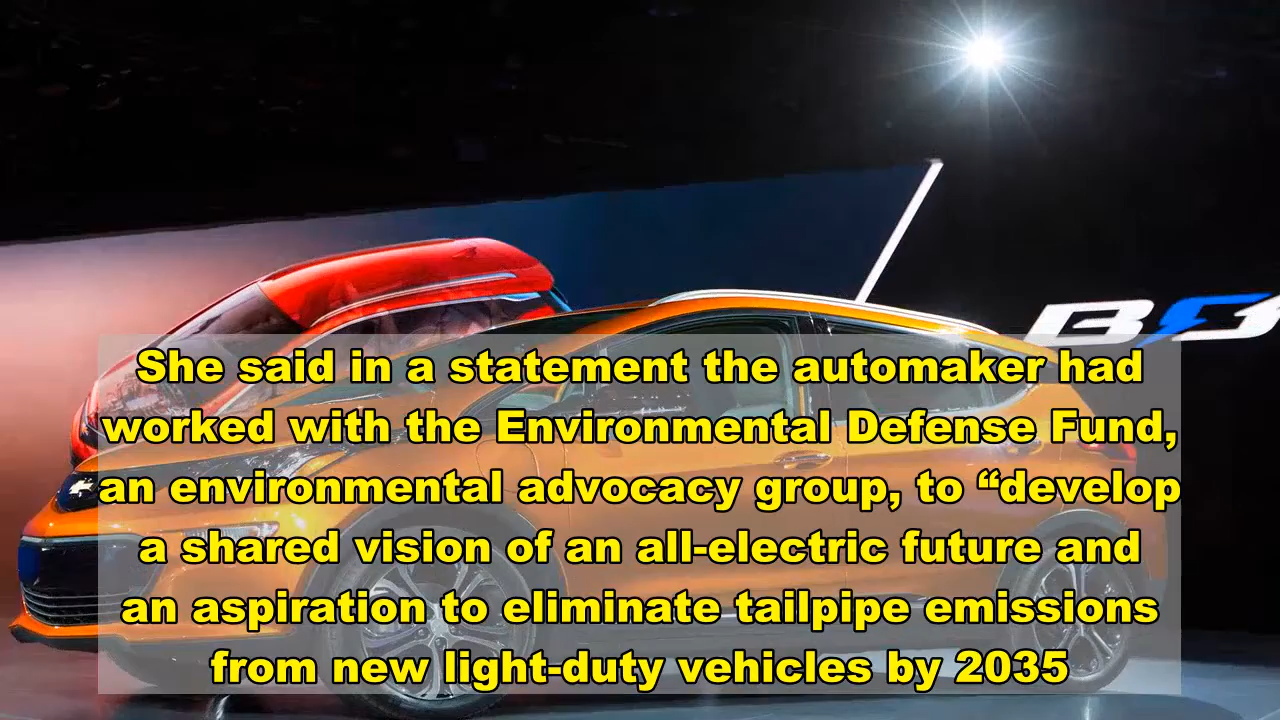 She said in a statement the automaker had
worked with the Environmental Defense Fund,
an environmental advocacy group, to “develop
a shared vision of an all-electric future and
an aspiration to eliminate tailpipe emissions
from new light-duty vehicles by 2035